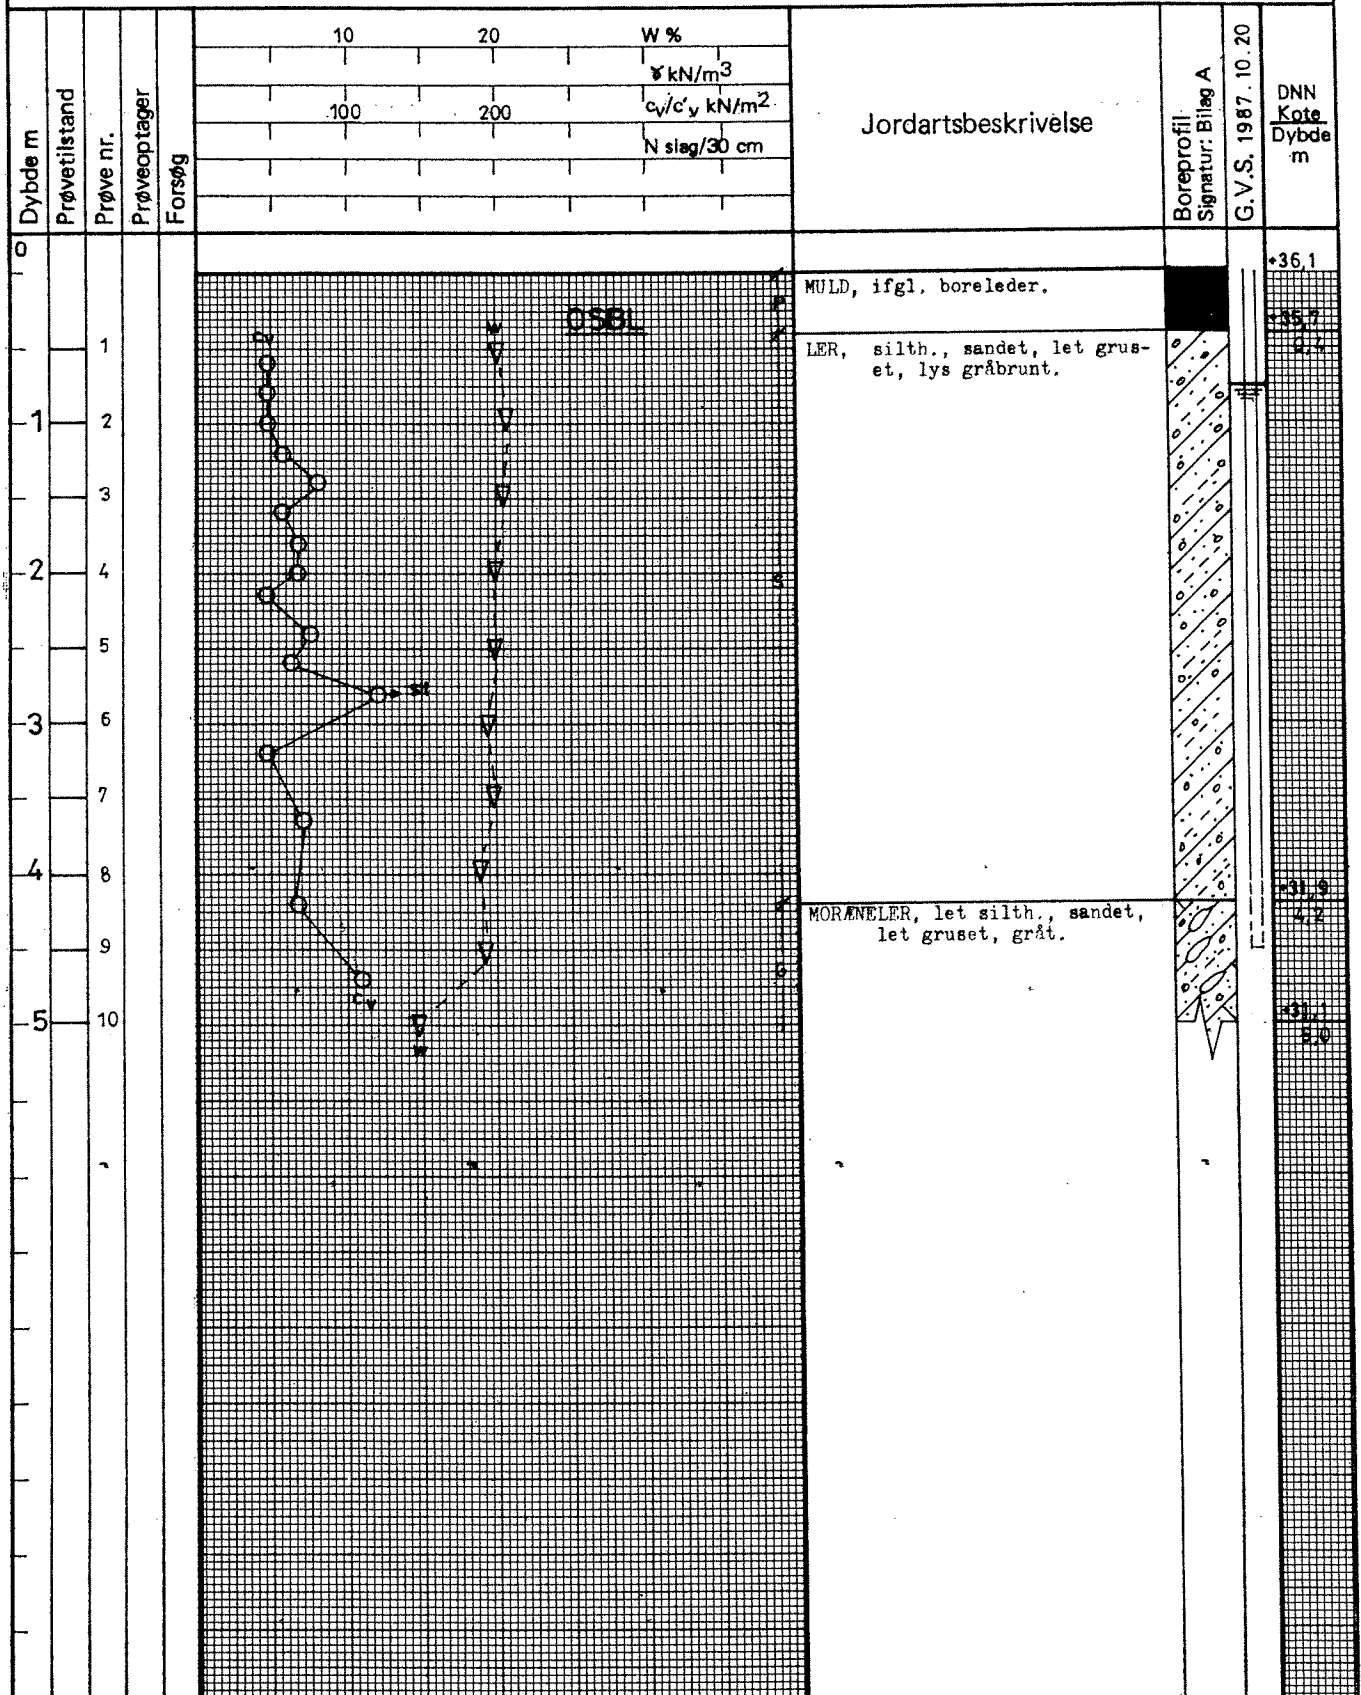 10 20 W %
γ kN/m³
100 200 cv/c'v kN/m²
N slag/30 cm
Dybde m
Prøvetilstand
Prøve nr.
Prøveoptager
Forsøg
Jordartsbeskrivelse
Boreprofil
Signatur: Bilag A
G.V.S. 1987.10.20
DNN
Kote
Dybde
m
0
+36,1
MULD, ifgl. boreleder.
P
OSBL
+35,7
0,4
cv
w
1
LER, silth., sandet, let grus-
et, lys gråbrunt.
1
2
3
2
4
S
5
st
3
6
7
4
8
+31,9
4,2
MORÆNELER, let silth., sandet,
let gruset, gråt.
9
G
cv
5
10
+31,1
5,0
w